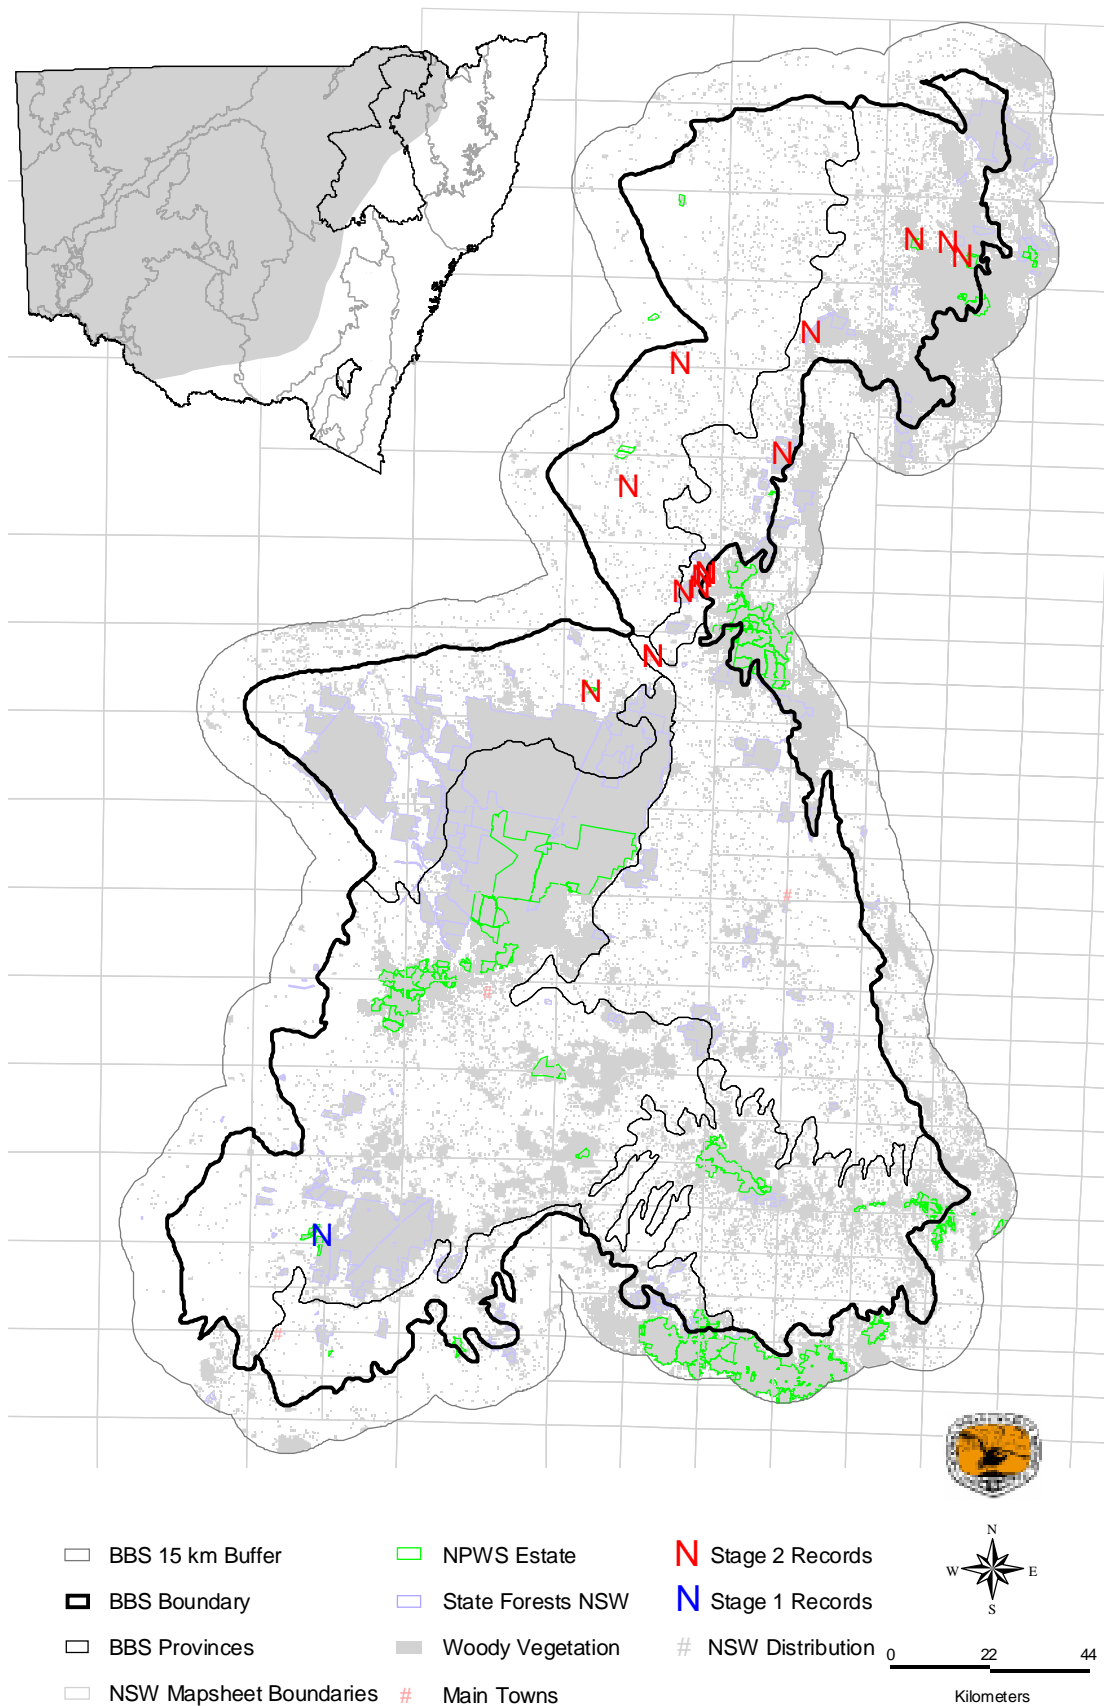 N
N N
N
N
N
N
N
N
N
N
N
N
#
#
N
#
N
W E
S
BBS 15 km Buffer
NPWS Estate
N Stage 2 Records
BBS Boundary
State Forests NSW
N Stage 1 Records
BBS Provinces
Woody Vegetation
# NSW Distribution
0 22 44
Kilometers
NSW Mapsheet Boundaries
# Main Towns